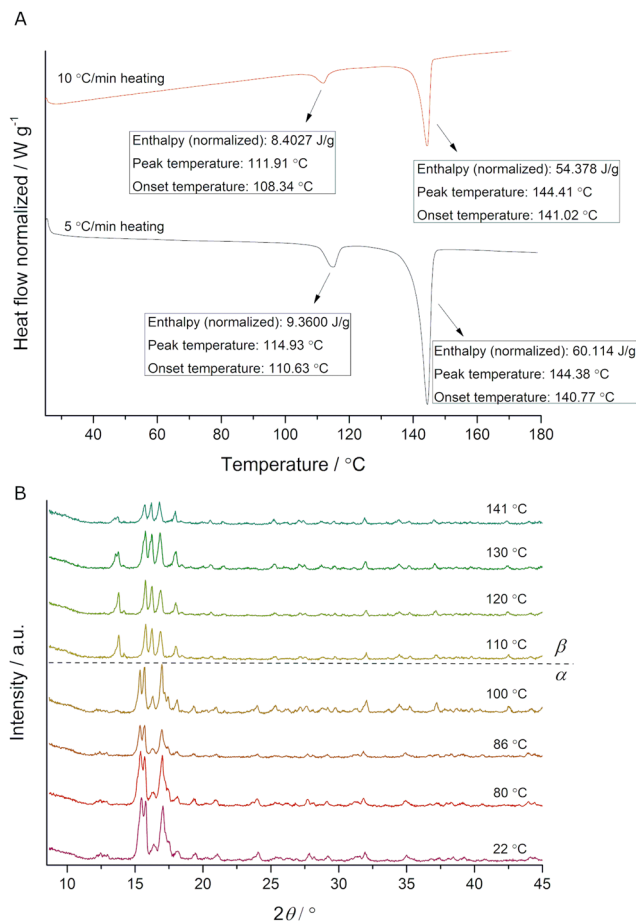 A
10 °C/min heating
Enthalpy (normalized): 8.4027 J/g
Peak temperature: 111.91 °C
Onset temperature: 108.34 °C
Enthalpy (normalized): 54.378 J/g
Peak temperature: 144.41 °C
Onset temperature: 141.02 °C
5 °C/min heating
Enthalpy (normalized): 9.3600 J/g
Peak temperature: 114.93 °C
Onset temperature: 110.63 °C
Enthalpy (normalized): 60.114 J/g
Peak temperature: 144.38 °C
Onset temperature: 140.77 °C
Heat flow normalized / W g⁻¹
40 60 80 100 120 140 160 180
Temperature / °C
B
141 °C
130 °C
120 °C
110 °C
β
α
100 °C
86 °C
80 °C
22 °C
Intensity / a.u.
10 15 20 25 30 35 40 45
2θ / °